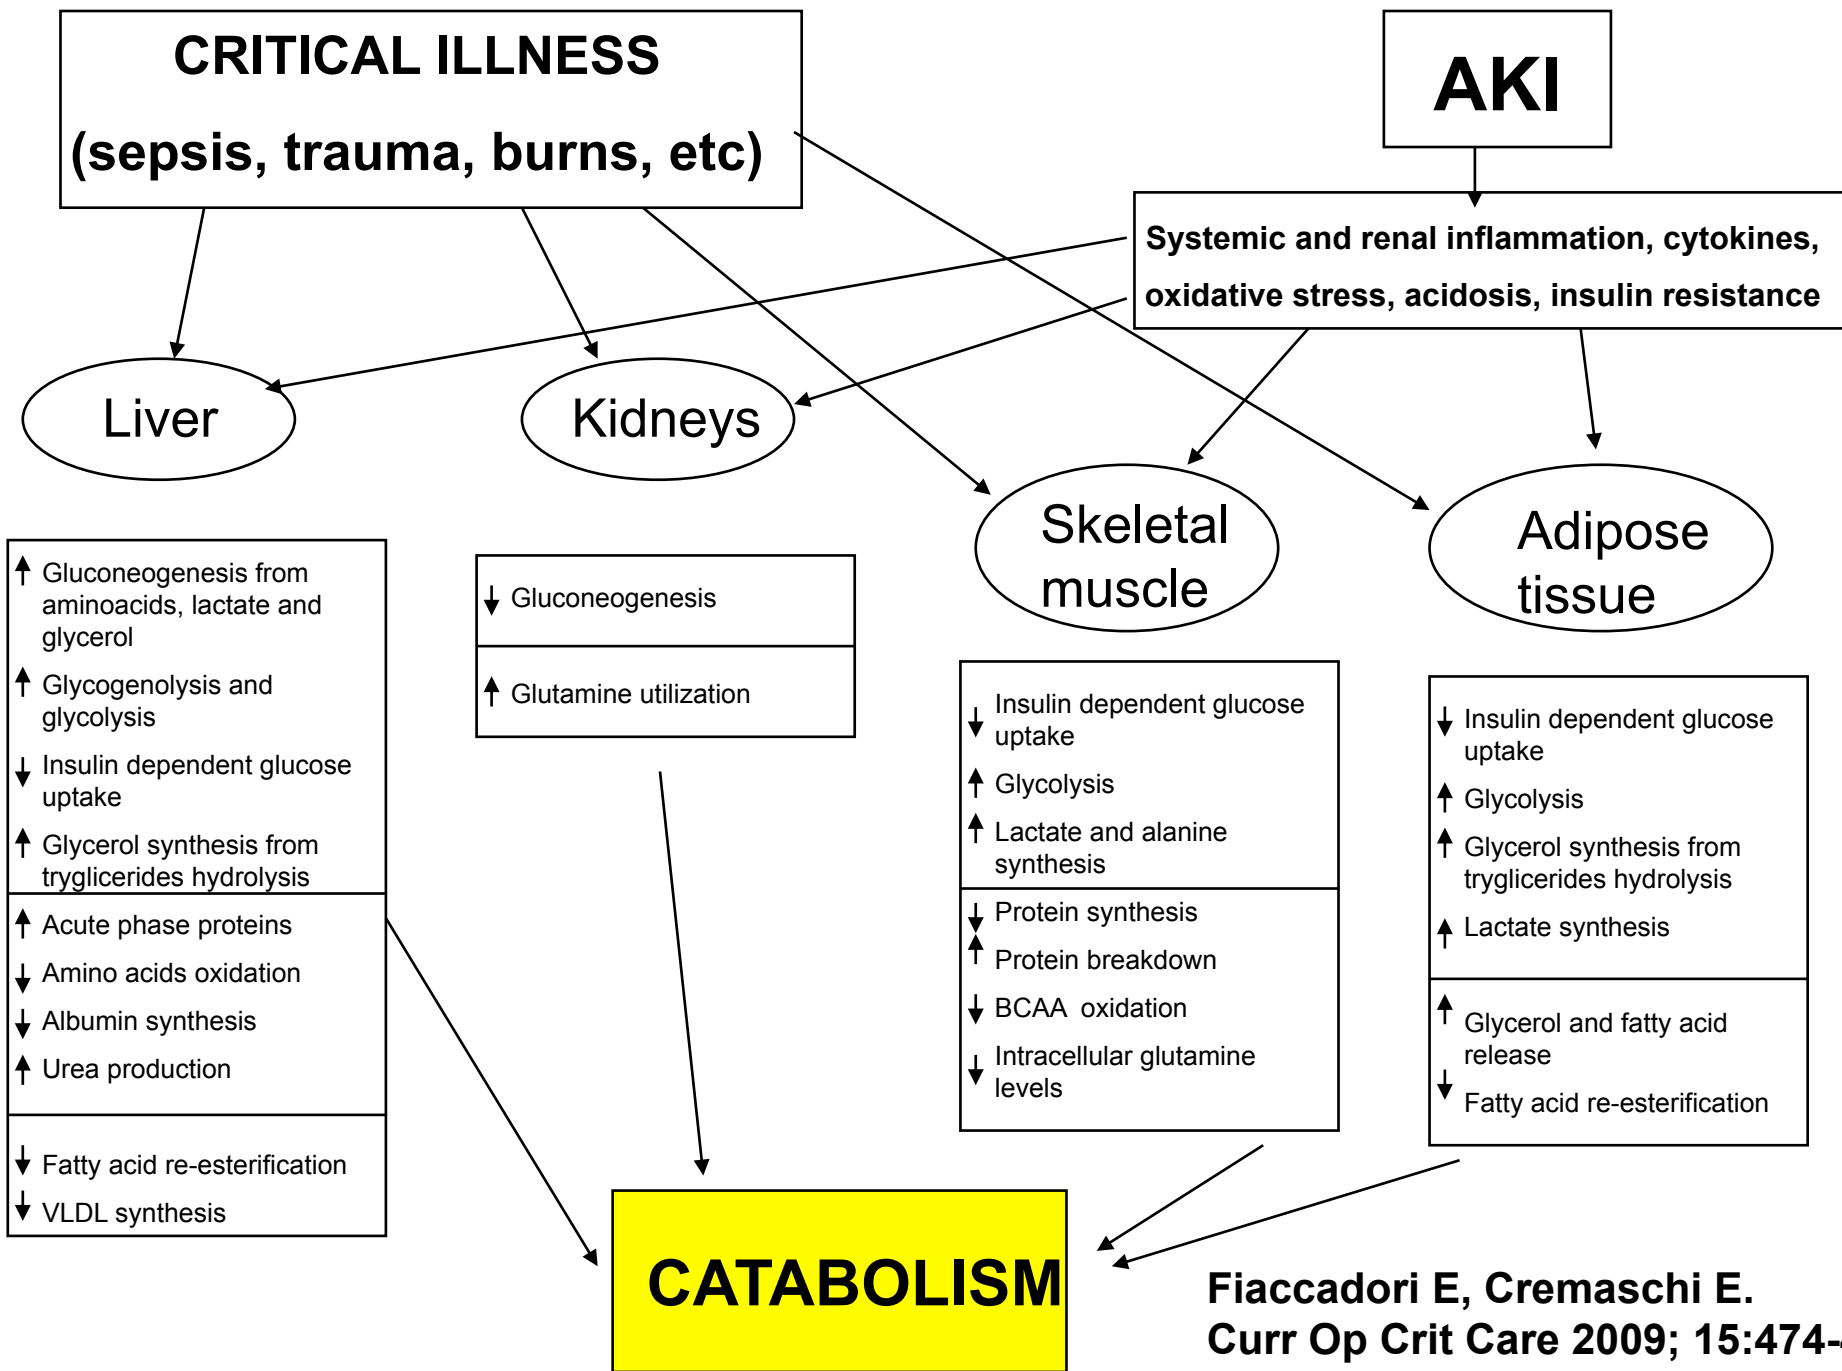 CRITICAL ILLNESS
(sepsis, trauma, burns, etc)
AKI
Systemic and renal inflammation, cytokines,
oxidative stress, acidosis, insulin resistance
Liver
Kidneys
Skeletal
muscle
Adipose
tissue
Gluconeogenesis from
aminoacids, lactate and
glycerol
Glycogenolysis and
glycolysis
Insulin dependent glucose
uptake
Glycerol synthesis from
tryglicerides hydrolysis
Acute phase proteins
Amino acids oxidation
Albumin synthesis
Urea production
Fatty acid re-esterification
VLDL synthesis
Gluconeogenesis
Glutamine utilization
Insulin dependent glucose
uptake
Glycolysis
Lactate and alanine
synthesis
Protein synthesis
Protein breakdown
BCAA oxidation
Intracellular glutamine
levels
Insulin dependent glucose
uptake
Glycolysis
Glycerol synthesis from
tryglicerides hydrolysis
Lactate synthesis
Glycerol and fatty acid
release
Fatty acid re-esterification
CATABOLISM
Fiaccadori E, Cremaschi E.
Curr Op Crit Care 2009; 15:474-